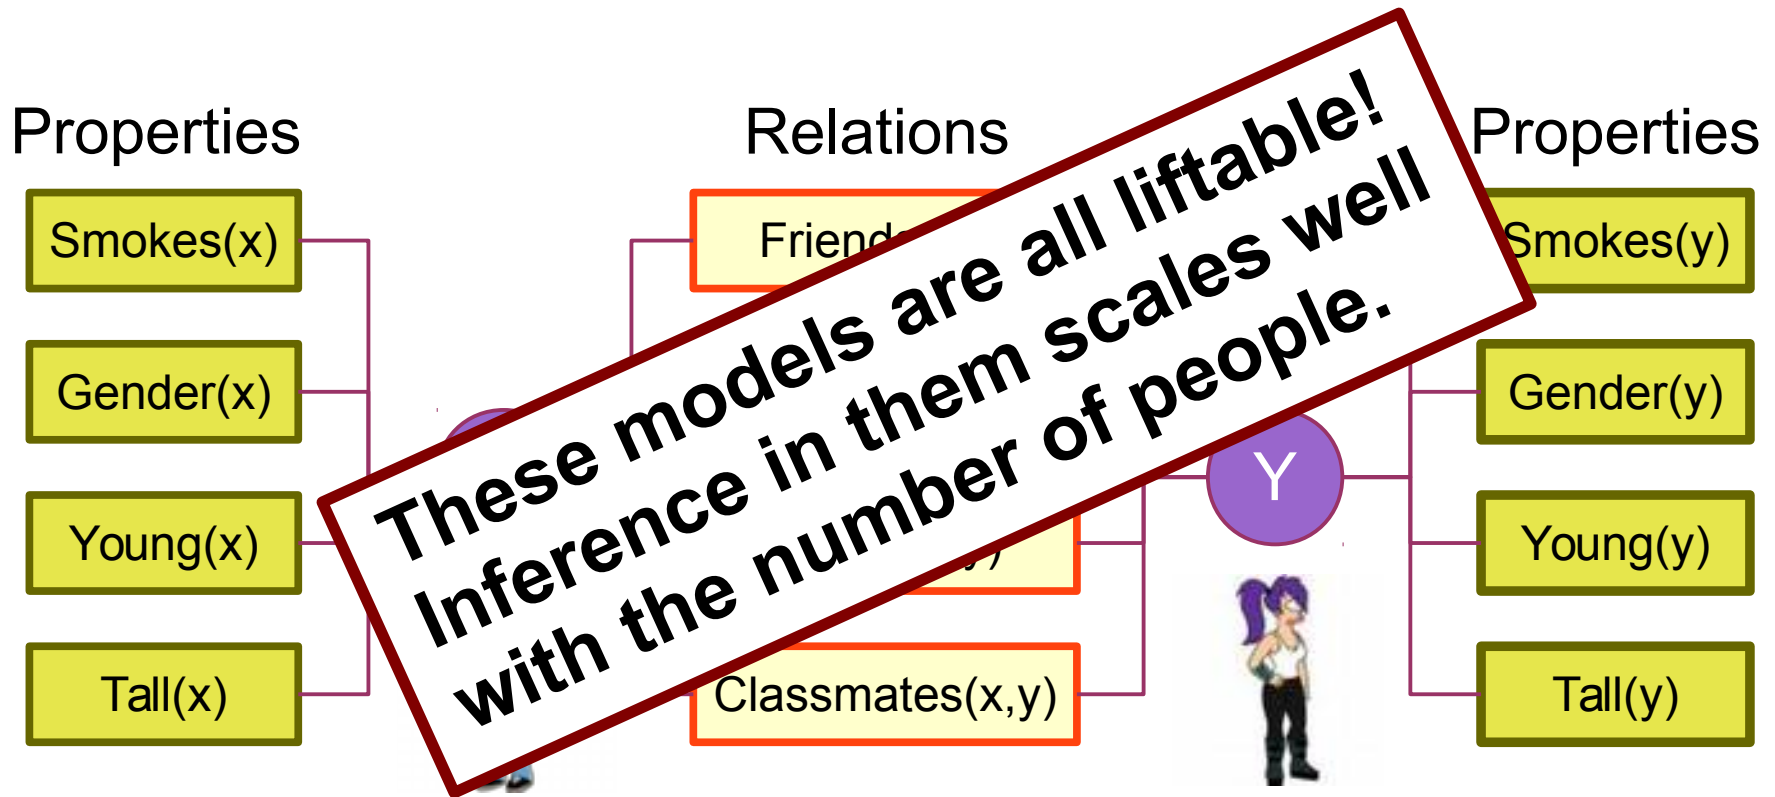 Properties
Relations
Properties
Smokes(x)
Smokes(y)
Gender(x)
Gender(y)
Young(x)
Young(y)
Tall(x)
Classmates(x,y)
Tall(y)
Y
These models are all liftable!
Inference in them scales well
with the number of people.